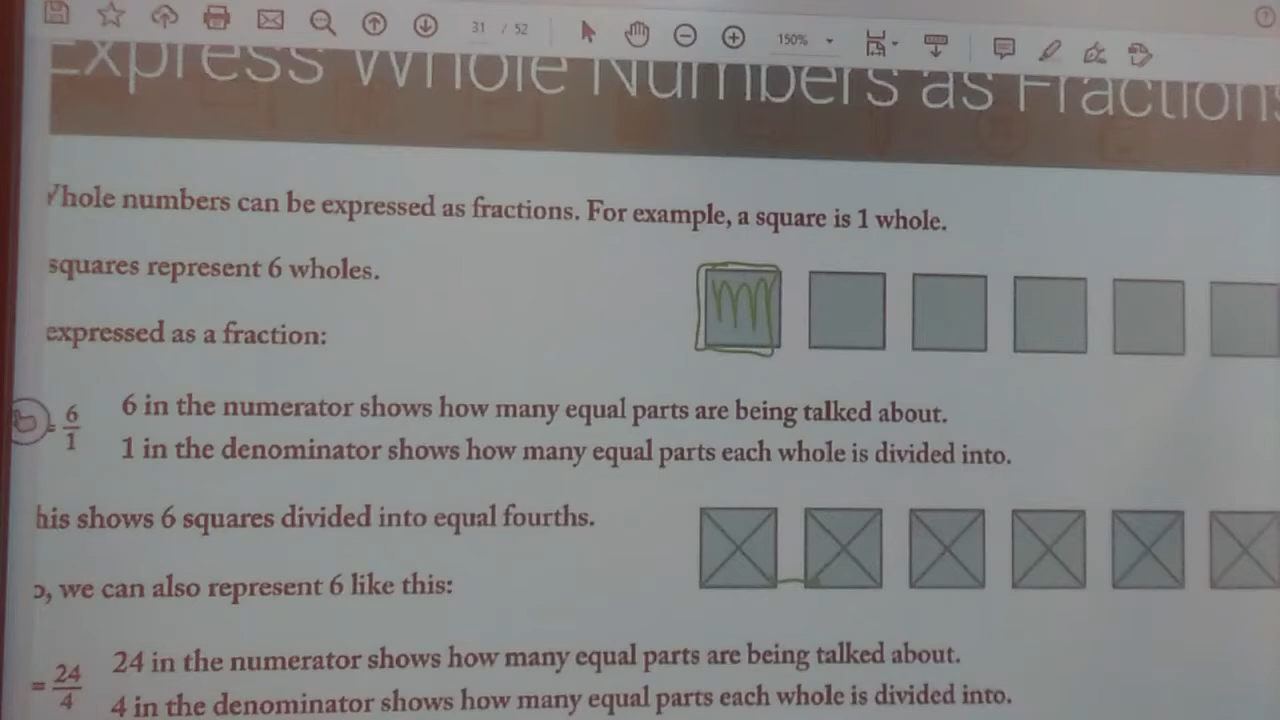 31 / 52
150%
Express Whole Numbers as Fractions
Whole numbers can be expressed as fractions. For example, a square is 1 whole.
squares represent 6 wholes.
expressed as a fraction:
= 6/1
6 in the numerator shows how many equal parts are being talked about.
1 in the denominator shows how many equal parts each whole is divided into.
his shows 6 squares divided into equal fourths.
o, we can also represent 6 like this:
= 24/4
24 in the numerator shows how many equal parts are being talked about.
4 in the denominator shows how many equal parts each whole is divided into.